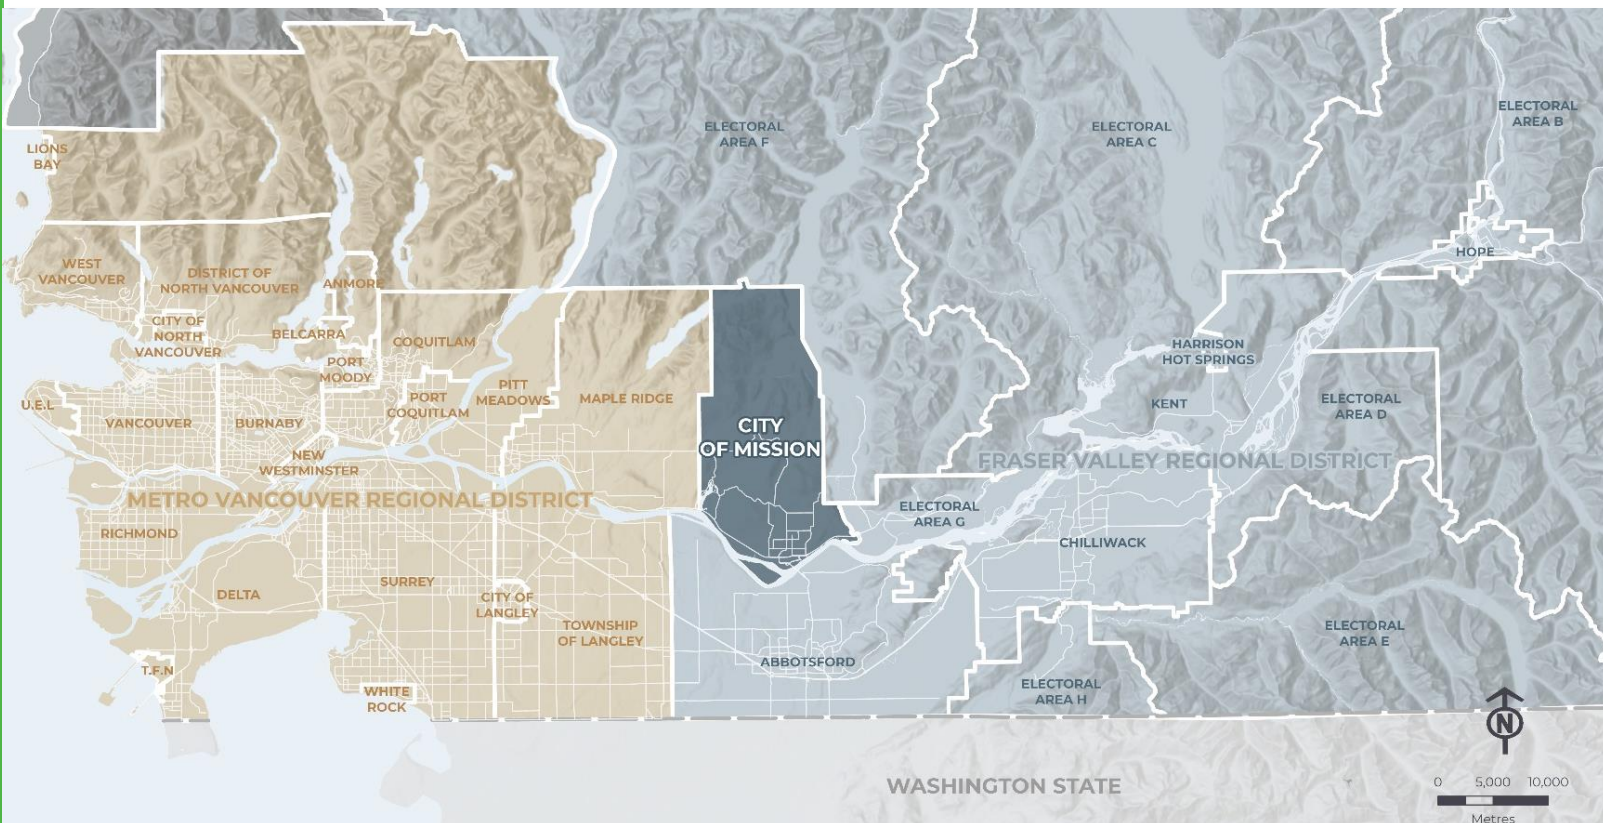 ELECTORAL
AREA B
ELECTORAL
AREA F
ELECTORAL
AREA C
LIONS
BAY
HOPE
WEST
VANCOUVER
DISTRICT OF
NORTH VANCOUVER
ANMORE
CITY OF
NORTH
VANCOUVER
BELCARRA
COQUITLAM
HARRISON
HOT SPRINGS
PORT
MOODY
PITT
MEADOWS
MAPLE RIDGE
PORT
COQUITLAM
U.E.L
KENT
ELECTORAL
AREA D
VANCOUVER
BURNABY
CITY
OF MISSION
NEW
WESTMINSTER
FRASER VALLEY REGIONAL DISTRICT
METRO VANCOUVER REGIONAL DISTRICT
ELECTORAL
AREA G
RICHMOND
CHILLIWACK
SURREY
DELTA
CITY OF
LANGLEY
TOWNSHIP
OF LANGLEY
ELECTORAL
AREA E
ABBOTSFORD
T.F.N
WHITE
ROCK
ELECTORAL
AREA H
N
WASHINGTON STATE
0 5,000 10,000
Metres